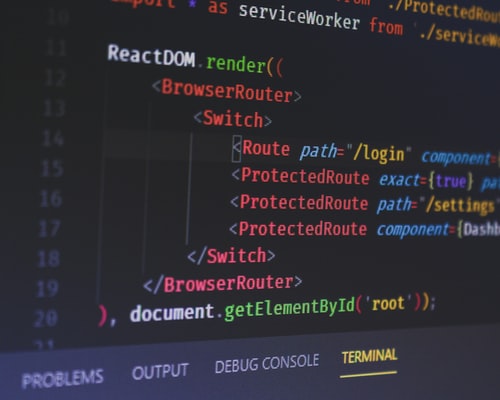 import * as serviceWorker from './serviceW
10
11 ReactDOM.render((
12 <BrowserRouter>
13 <Switch>
14 <Route path="/login" component={
15 <ProtectedRoute exact={true} pa
16 <ProtectedRoute path="/settings"
17 <ProtectedRoute component={Dashb
18 </Switch>
19 </BrowserRouter>
20 ), document.getElementById('root'));
21
PROBLEMS OUTPUT DEBUG CONSOLE TERMINAL